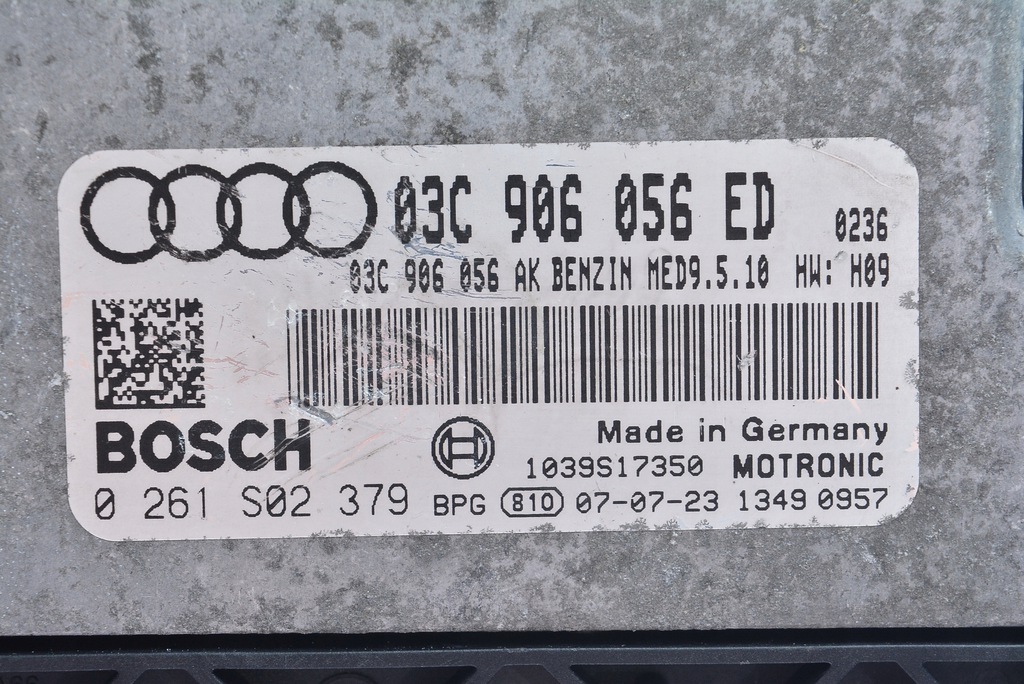 03C 906 056 ED 0236
03C 906 056 AK BENZIN MED9.5.10 HW: H09
BOSCH
Made in Germany
1039S17350 MOTRONIC
0 261 S02 379 BPG 810 07-07-23 1349 0957